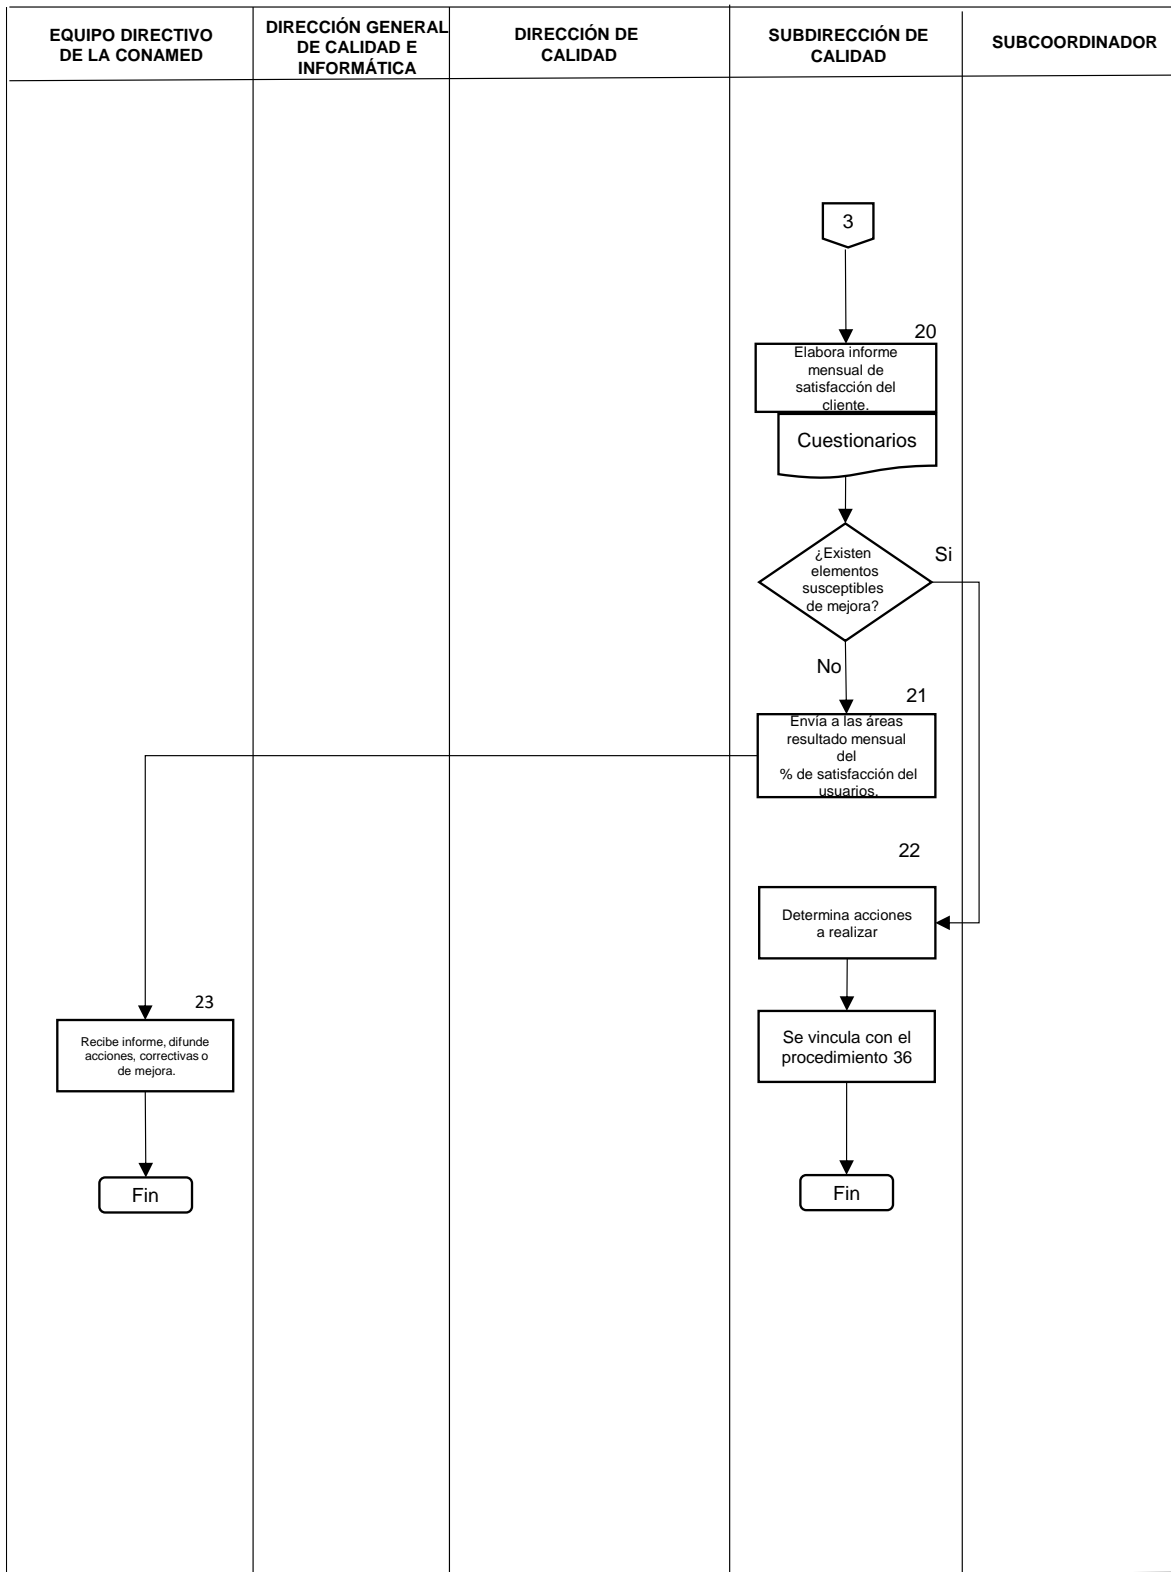 EQUIPO DIRECTIVO
DE LA CONAMED
DIRECCIÓN GENERAL
DE CALIDAD E
INFORMÁTICA
DIRECCIÓN DE
CALIDAD
SUBDIRECCIÓN DE
CALIDAD
SUBCOORDINADOR
3
20
Elabora informe
mensual de
satisfacción del
cliente.
Cuestionarios
¿Existen
elementos
susceptibles
de mejora?
Si
No
21
Envía a las áreas
resultado mensual
del
% de satisfacción del
usuarios.
22
Determina acciones
a realizar
23
Recibe informe, difunde
acciones, correctivas o
de mejora.
Se vincula con el
procedimiento 36
Fin
Fin